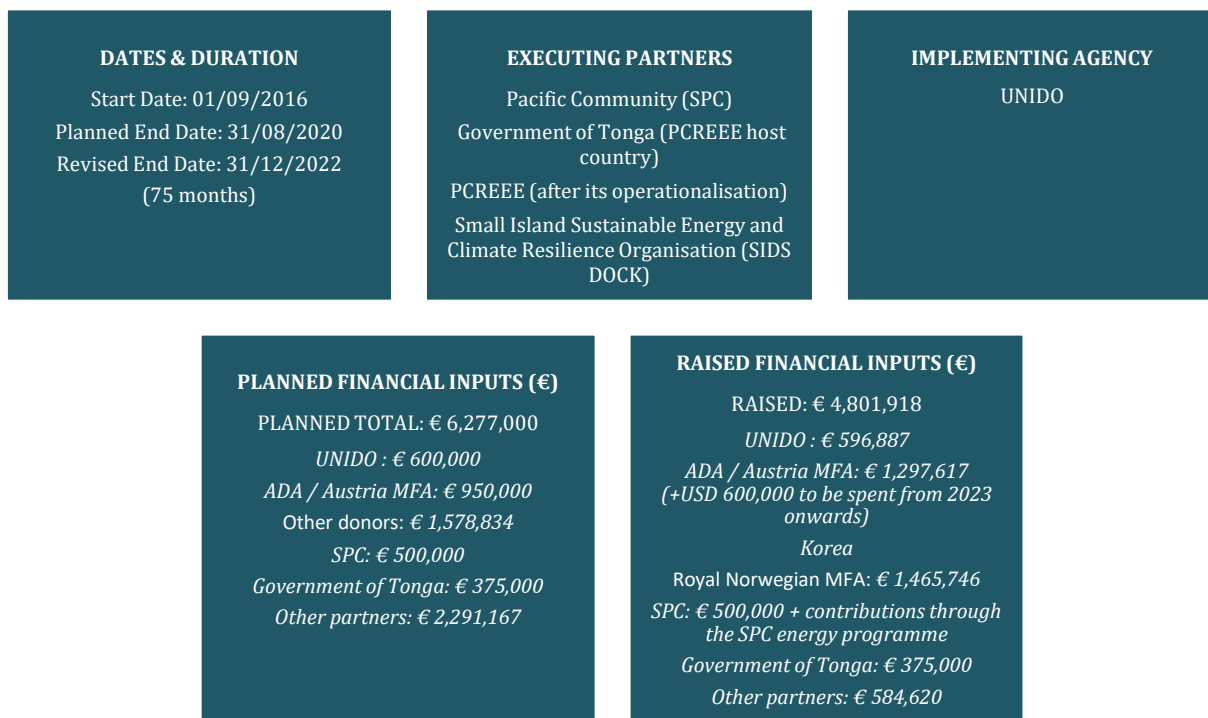 DATES & DURATION
Start Date: 01/09/2016
Planned End Date: 31/08/2020
Revised End Date: 31/12/2022
(75 months)
EXECUTING PARTNERS
Pacific Community (SPC)
Government of Tonga (PCREEE host
country)
PCREEE (after its operationalisation)
Small Island Sustainable Energy and
Climate Resilience Organisation (SIDS
DOCK)
IMPLEMENTING AGENCY
UNIDO
PLANNED FINANCIAL INPUTS (€)
PLANNED TOTAL: € 6,277,000
UNIDO : € 600,000
ADA / Austria MFA: € 950,000
Other donors: € 1,578,834
SPC: € 500,000
Government of Tonga: € 375,000
Other partners: € 2,291,167
RAISED FINANCIAL INPUTS (€)
RAISED: € 4,801,918
UNIDO : € 596,887
ADA / Austria MFA: € 1,297,617
(+USD 600,000 to be spent from 2023
onwards)
Korea
Royal Norwegian MFA: € 1,465,746
SPC: € 500,000 + contributions through
the SPC energy programme
Government of Tonga: € 375,000
Other partners: € 584,620